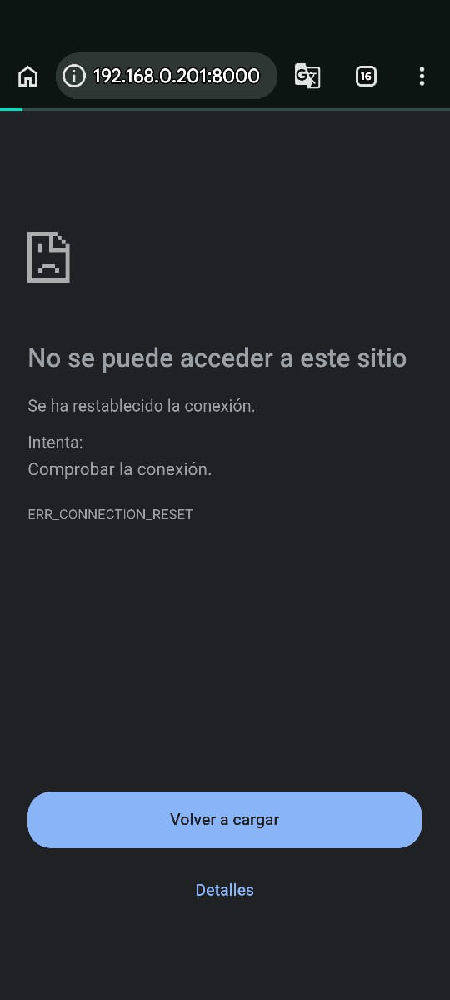 192.168.0.201:8000
G
16
No se puede acceder a este sitio
Se ha restablecido la conexión.
Intenta:
Comprobar la conexión.
ERR_CONNECTION_RESET
Volver a cargar
Detalles